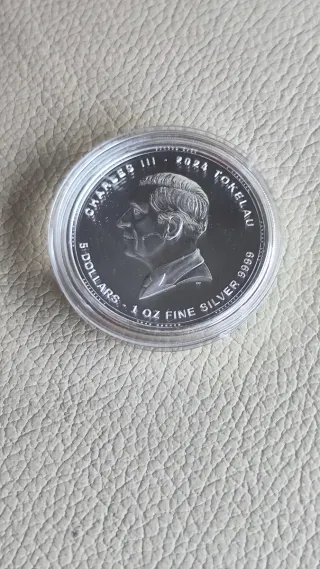 CHARLES III - 2024 TOKELAU
5 DOLLARS - 1 OZ FINE SILVER 9999